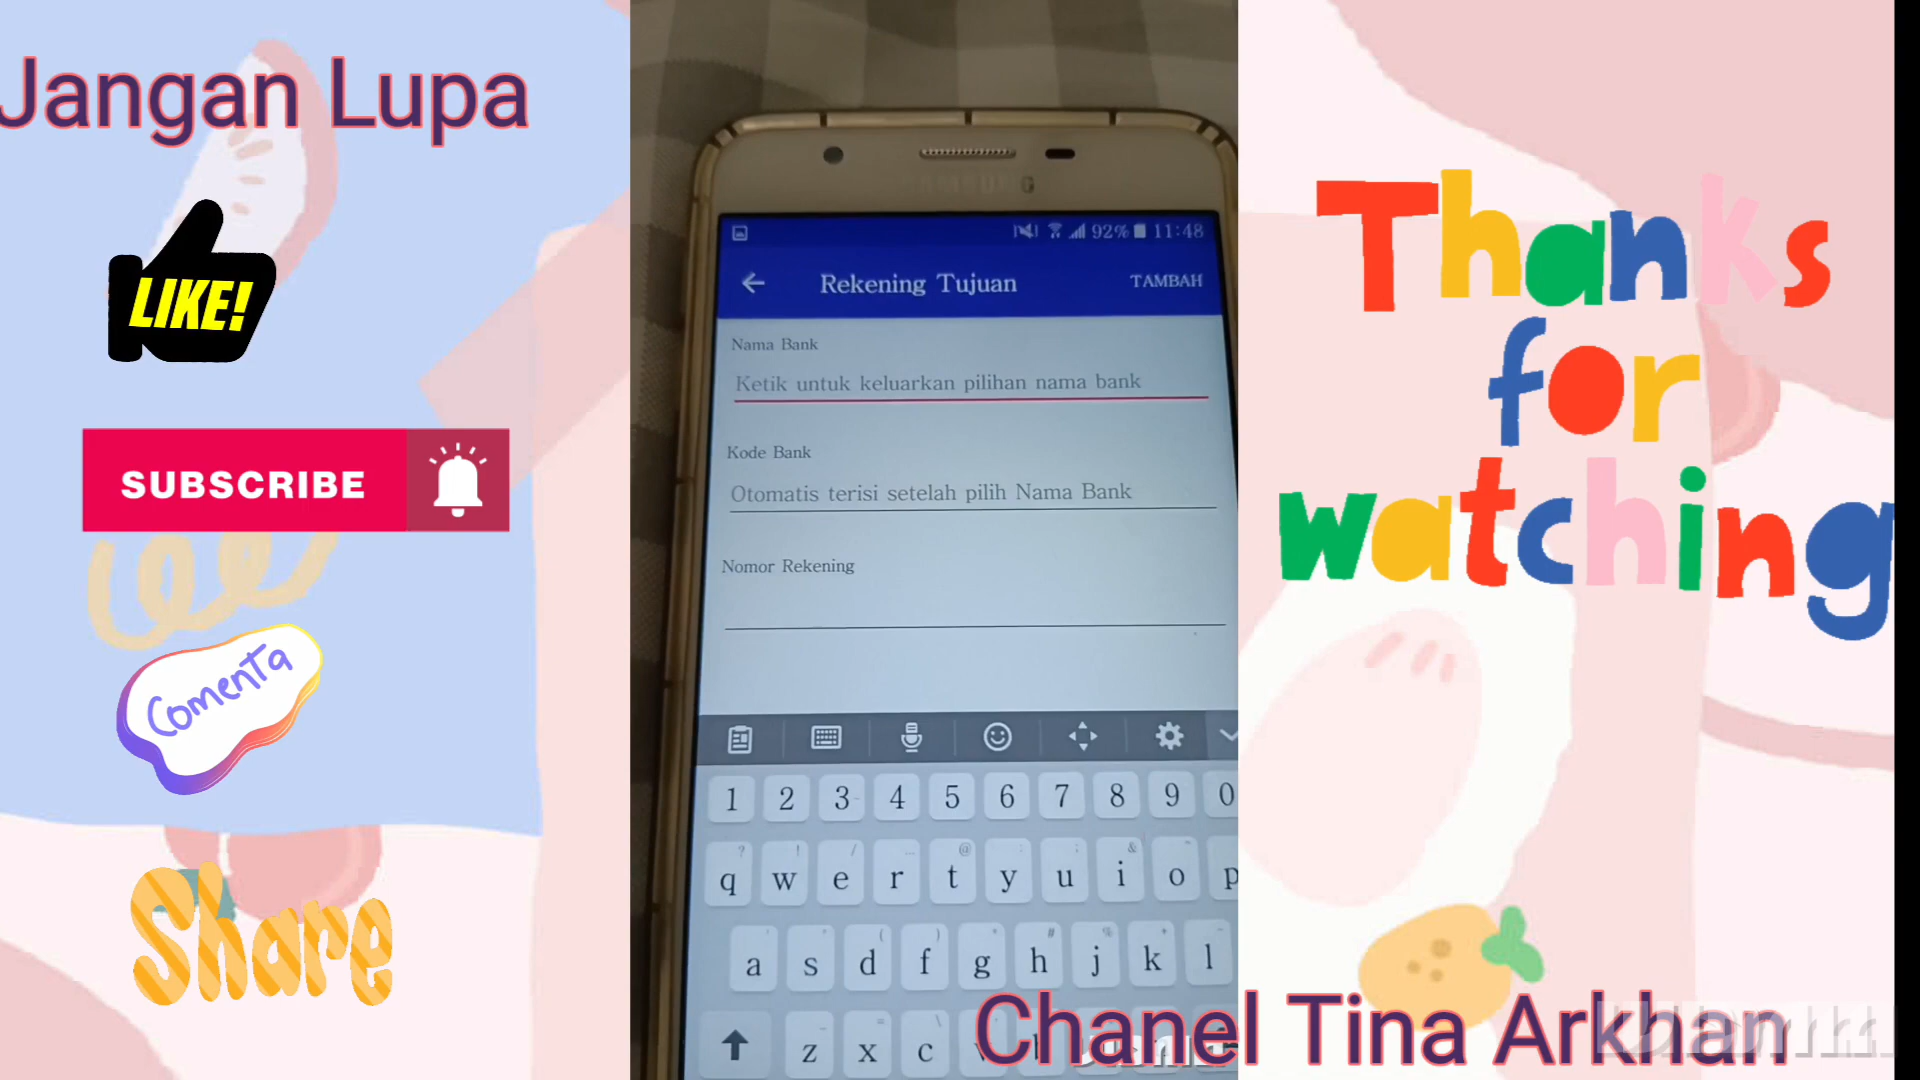 Jangan Lupa
LIKE!
SUBSCRIBE
Comenta
Share
SAMSUNG
92% 11:48
Rekening Tujuan
TAMBAH
Nama Bank
Ketik untuk keluarkan pilihan nama bank
Kode Bank
Otomatis terisi setelah pilih Nama Bank
Nomor Rekening
1 2 3 4 5 6 7 8 9 0
q w e r t y u i o p
a s d f g h j k l
z x c
Thanks
for
watching
Chanel Tina Arkhan